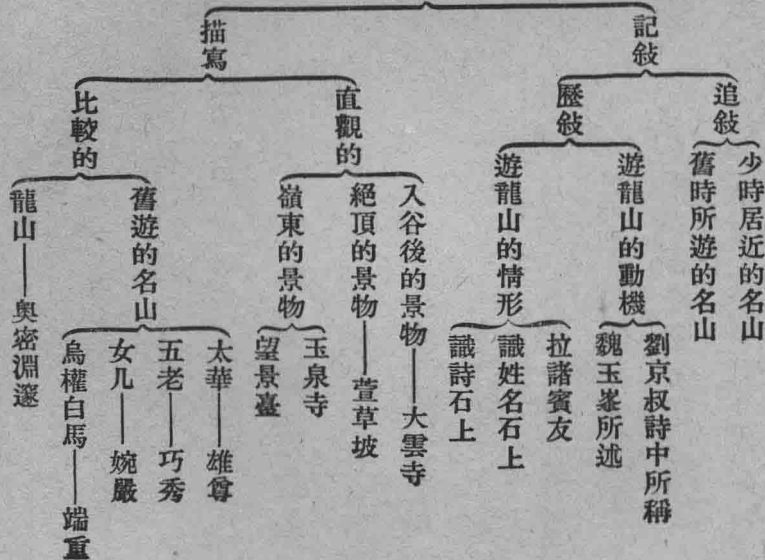 記敍
追敍
少時居近的名山
舊時所遊的名山
歷敍
遊龍山的動機
劉京叔詩中所稱
魏玉峯所述
遊龍山的情形
拉諸賓友
識姓名石上
識詩石上
描寫
直觀的
入谷後的景物——大雲寺
絕頂的景物——萱草坡
嶺東的景物
玉泉寺
望景臺
比較的
舊遊的名山
太華——雄尊
五老——巧秀
女几——婉嚴
烏權白馬——端重
龍山——奧密淵邃